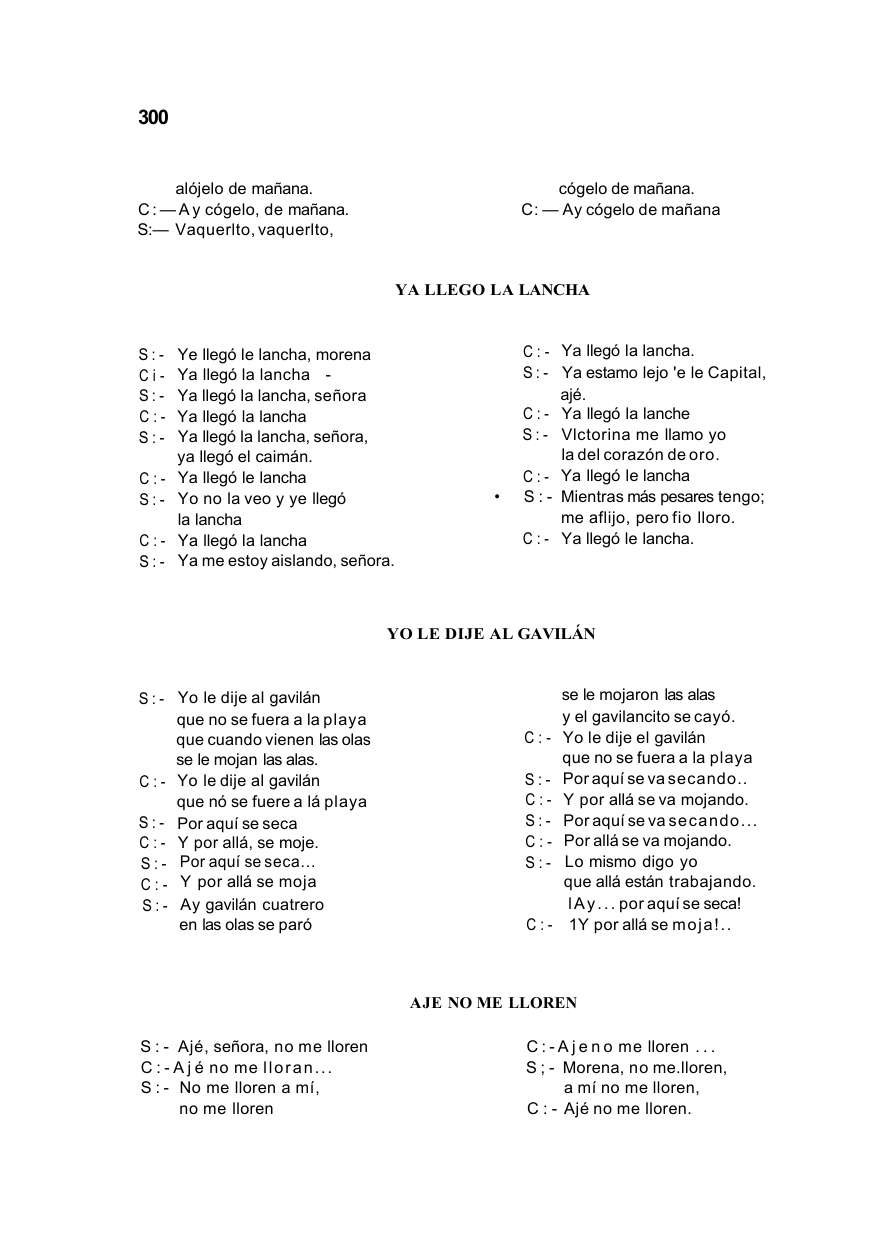 300
alójelo de mañana.
C: — Ay cógelo, de mañana.
S:— VaquerIto, vaquerIto,
cógelo de mañana.
C: — Ay cógelo de mañana
YA LLEGO LA LANCHA
S:- Ye llegó le lancha, morena
Ci- Ya llegó la lancha -
S:- Ya llegó la lancha, señora
C:- Ya llegó la lancha
S:- Ya llegó la lancha, señora,
ya llegó el caimán.
C:- Ya llegó le lancha
S:- Yo no la veo y ye llegó
la lancha
C:- Ya llegó la lancha
S:- Ya me estoy aislando, señora.
C:- Ya llegó la lancha.
S:- Ya estamo lejo 'e le Capital,
ajé.
C:- Ya llegó la lanche
S:- VIctorina me llamo yo
la del corazón de oro.
C:- Ya llegó le lancha
• S:- Mientras más pesares tengo;
me aflijo, pero fio lloro.
C:- Ya llegó le lancha.
YO LE DIJE AL GAVILÁN
S:- Yo le dije al gavilán
que no se fuera a la playa
que cuando vienen las olas
se le mojan las alas.
C:- Yo le dije al gavilán
que nó se fuere a lá playa
S:- Por aquí se seca
C:- Y por allá, se moje.
S:- Por aquí se seca...
C:- Y por allá se moja
S:- Ay gavilán cuatrero
en las olas se paró
se le mojaron las alas
y el gavilancito se cayó.
C:- Yo le dije el gavilán
que no se fuera a la playa
S:- Por aquí se va secando..
C:- Y por allá se va mojando.
S:- Por aquí se va secando...
C:- Por allá se va mojando.
S:- Lo mismo digo yo
que allá están trabajando.
lAy... por aquí se seca!
C:- 1Y por allá se moja!..
AJE NO ME LLOREN
S:- Ajé, señora, no me lloren
C:- Ajé no me lloran...
S:- No me lloren a mí,
no me lloren
C:- Aje no me lloren ...
S;- Morena, no me.lloren,
a mí no me lloren,
C:- Ajé no me lloren.